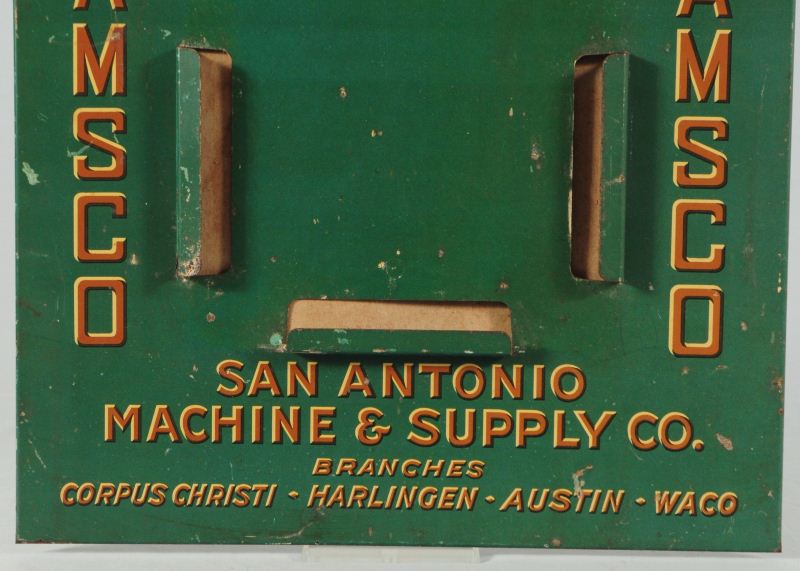 AMSCO
AMSCO
SAN ANTONIO
MACHINE & SUPPLY CO.
BRANCHES
CORPUS CHRISTI - HARLINGEN - AUSTIN - WACO